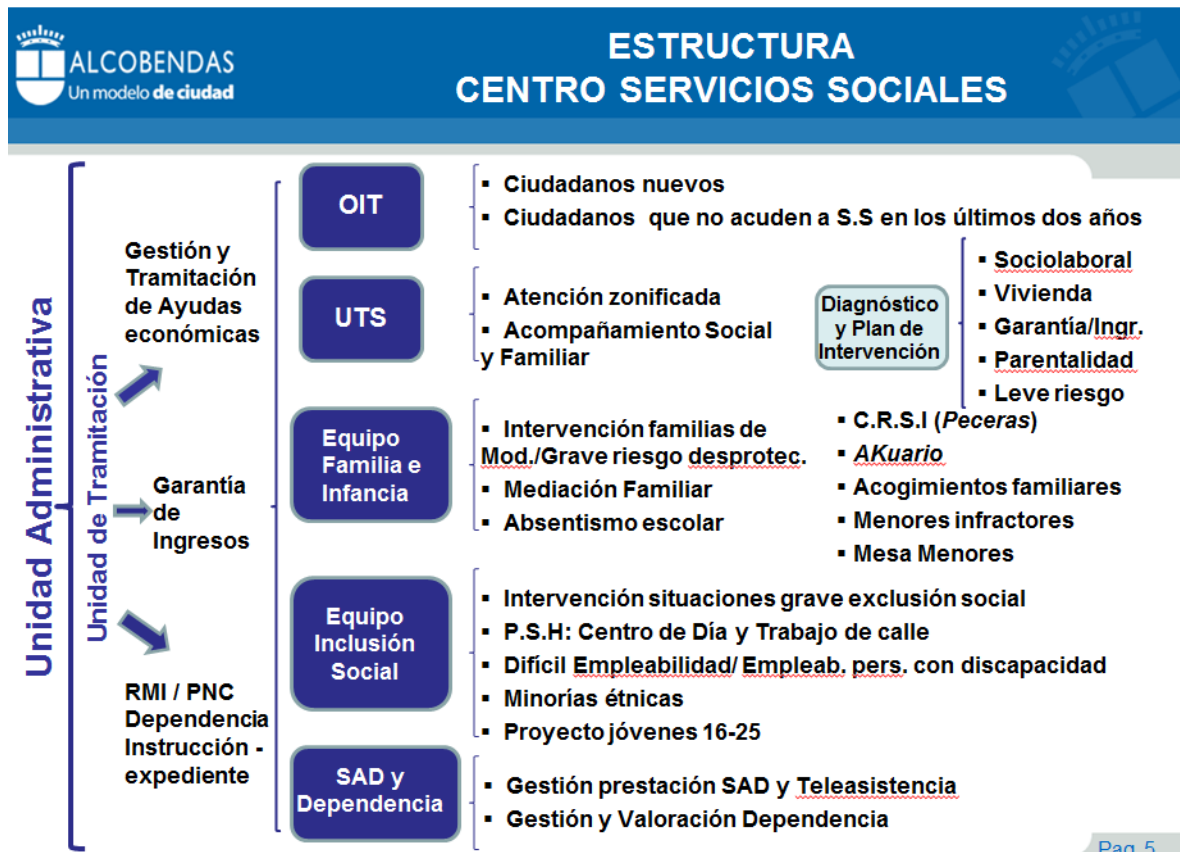 ALCOBENDAS
Un modelo de ciudad
ESTRUCTURA
CENTRO SERVICIOS SOCIALES
Unidad Administrativa
Unidad de Tramitación
Gestión y
Tramitación
de Ayudas
económicas
Garantía
de
Ingresos
RMI / PNC
Dependencia
Instrucción -
expediente
OIT
▪ Ciudadanos nuevos
▪ Ciudadanos que no acuden a S.S en los últimos dos años
UTS
▪ Atención zonificada
▪ Acompañamiento Social
y Familiar
Diagnóstico
y Plan de
Intervención
▪ Sociolaboral
▪ Vivienda
▪ Garantía/Ingr.
▪ Parentalidad
▪ Leve riesgo
Equipo
Familia e
Infancia
▪ Intervención familias de
Mod./Grave riesgo desprotec.
▪ Mediación Familiar
▪ Absentismo escolar
▪ C.R.S.I (Peceras)
▪ AKuario
▪ Acogimientos familiares
▪ Menores infractores
▪ Mesa Menores
Equipo
Inclusión
Social
▪ Intervención situaciones grave exclusión social
▪ P.S.H: Centro de Día y Trabajo de calle
▪ Difícil Empleabilidad/ Empleab. pers. con discapacidad
▪ Minorías étnicas
▪ Proyecto jóvenes 16-25
SAD y
Dependencia
▪ Gestión prestación SAD y Teleasistencia
▪ Gestión y Valoración Dependencia
Pag. 5